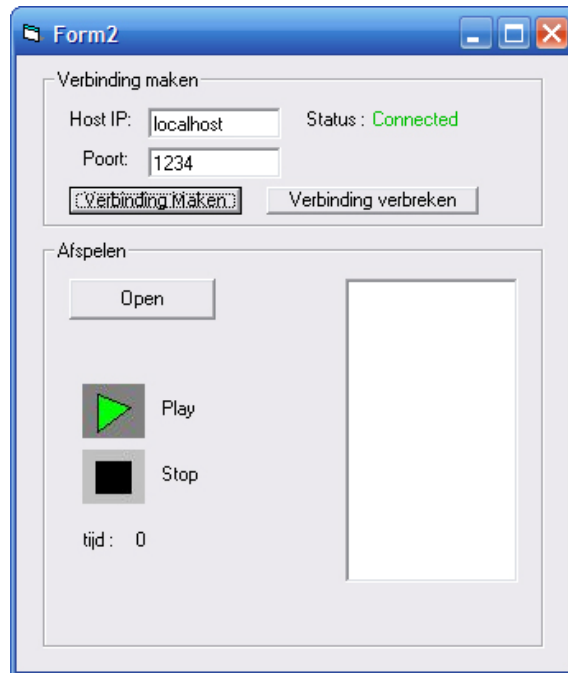 Form2
Verbinding maken
Host IP: localhost Status : Connected
Poort: 1234
Verbinding Maken Verbinding verbreken
Afspelen
Open
Play
Stop
tijd : 0